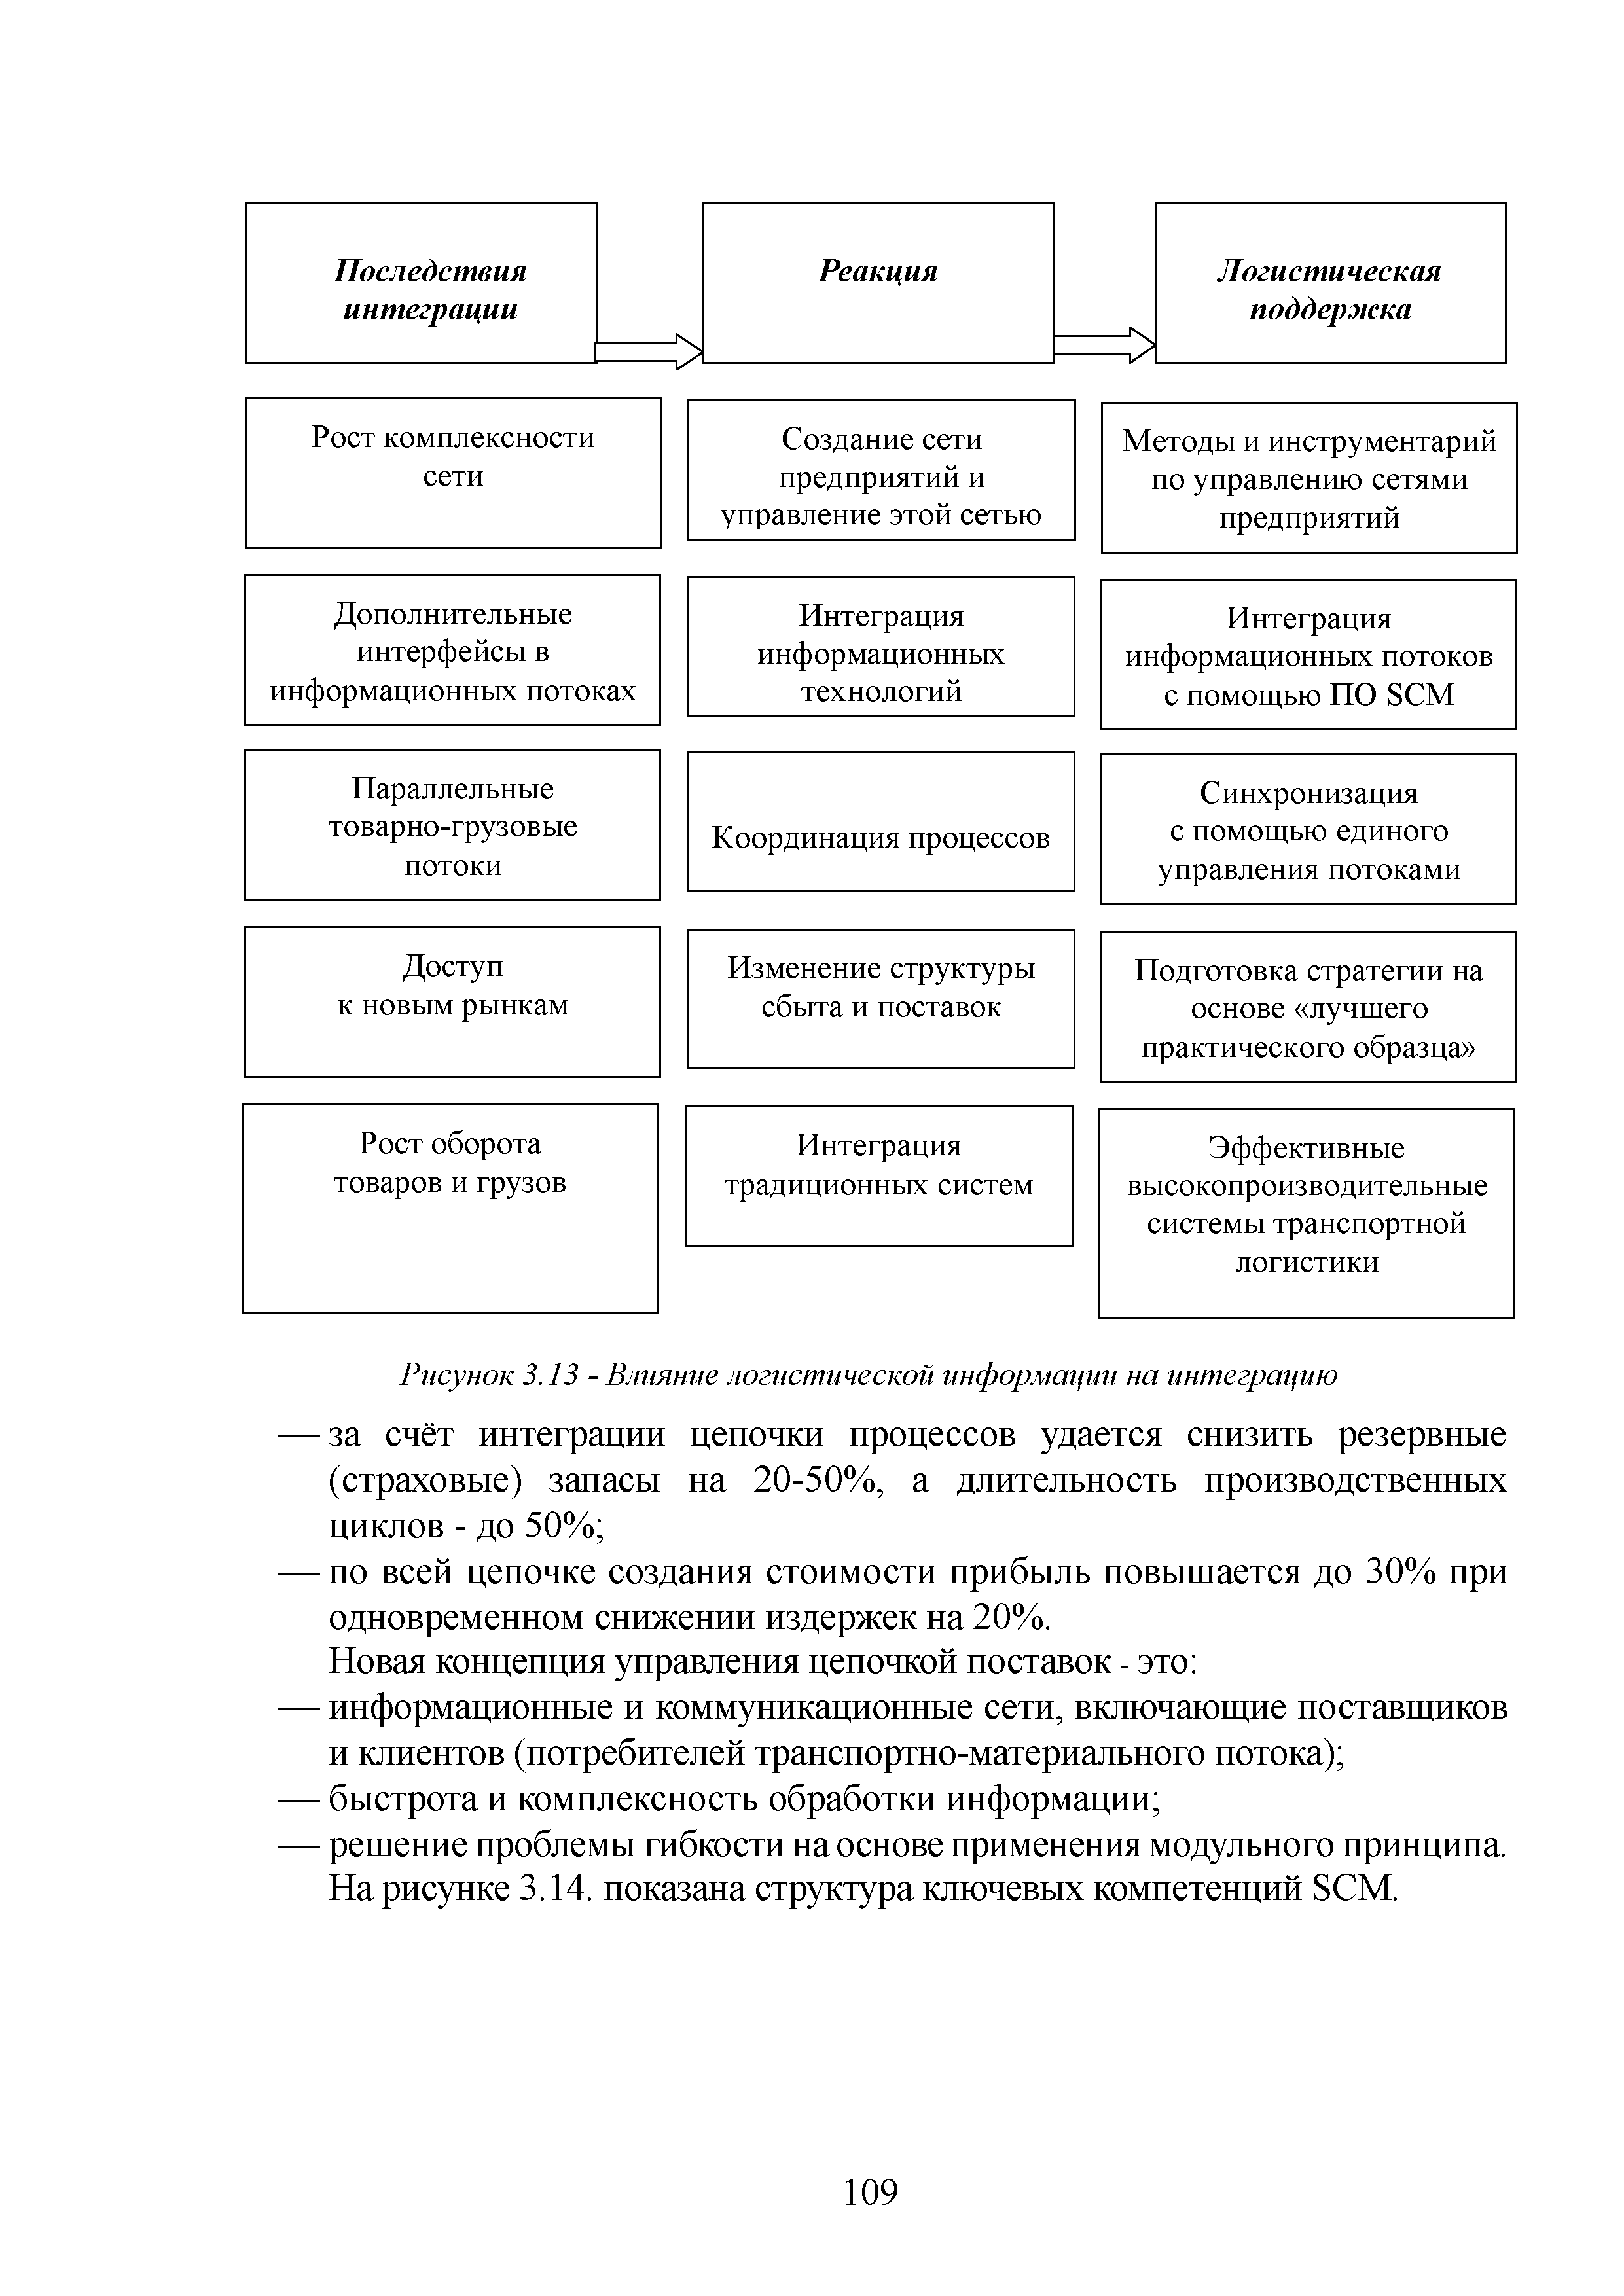 Последствия
интеграции
Реакция
Логистическая
поддержка
Рост комплексности
сети
Создание сети
предприятий и
управление этой сетью
Методы и инструментарий
по управлению сетями
предприятий
Дополнительные
интерфейсы в
информационных потоках
Интеграция
информационных
технологий
Интеграция
информационных потоков
с помощью ПО SCM
Параллельные
товарно-грузовые
потоки
Координация процессов
Синхронизация
с помощью единого
управления потоками
Доступ
к новым рынкам
Изменение структуры
сбыта и поставок
Подготовка стратегии на
основе «лучшего
практического образца»
Рост оборота
товаров и грузов
Интеграция
традиционных систем
Эффективные
высокопроизводительные
системы транспортной
логистики
Рисунок 3.13 - Влияние логистической информации на интеграцию
— за счёт интеграции цепочки процессов удается снизить резервные
(страховые) запасы на 20-50%, а длительность производственных
циклов - до 50%;
— по всей цепочке создания стоимости прибыль повышается до 30% при
одновременном снижении издержек на 20%.
Новая концепция управления цепочкой поставок - это:
— информационные и коммуникационные сети, включающие поставщиков
и клиентов (потребителей транспортно-материального потока);
— быстрота и комплексность обработки информации;
— решение проблемы гибкости на основе применения модульного принципа.
На рисунке 3.14. показана структура ключевых компетенций SCM.
109